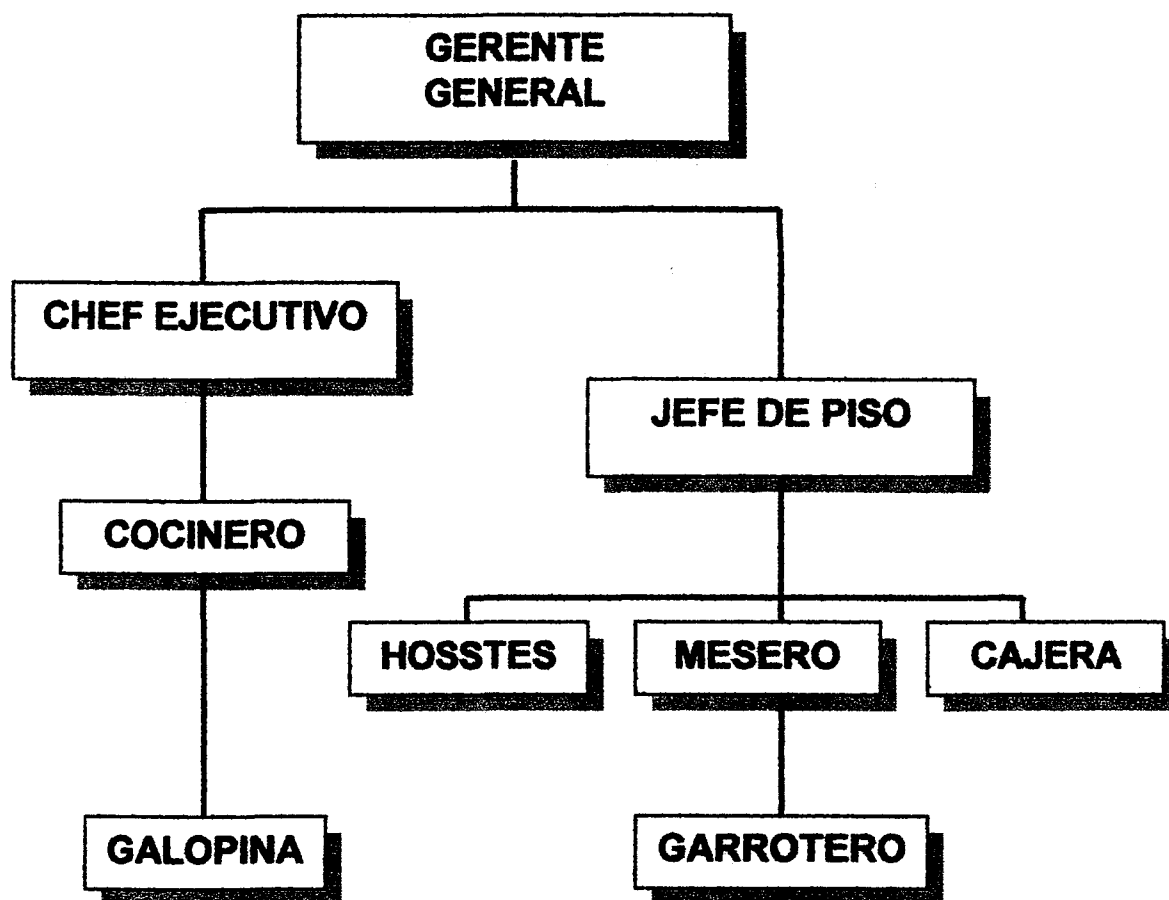 GERENTE
GENERAL
CHEF EJECUTIVO
JEFE DE PISO
COCINERO
HOSSTES
MESERO
CAJERA
GALOPINA
GARROTERO